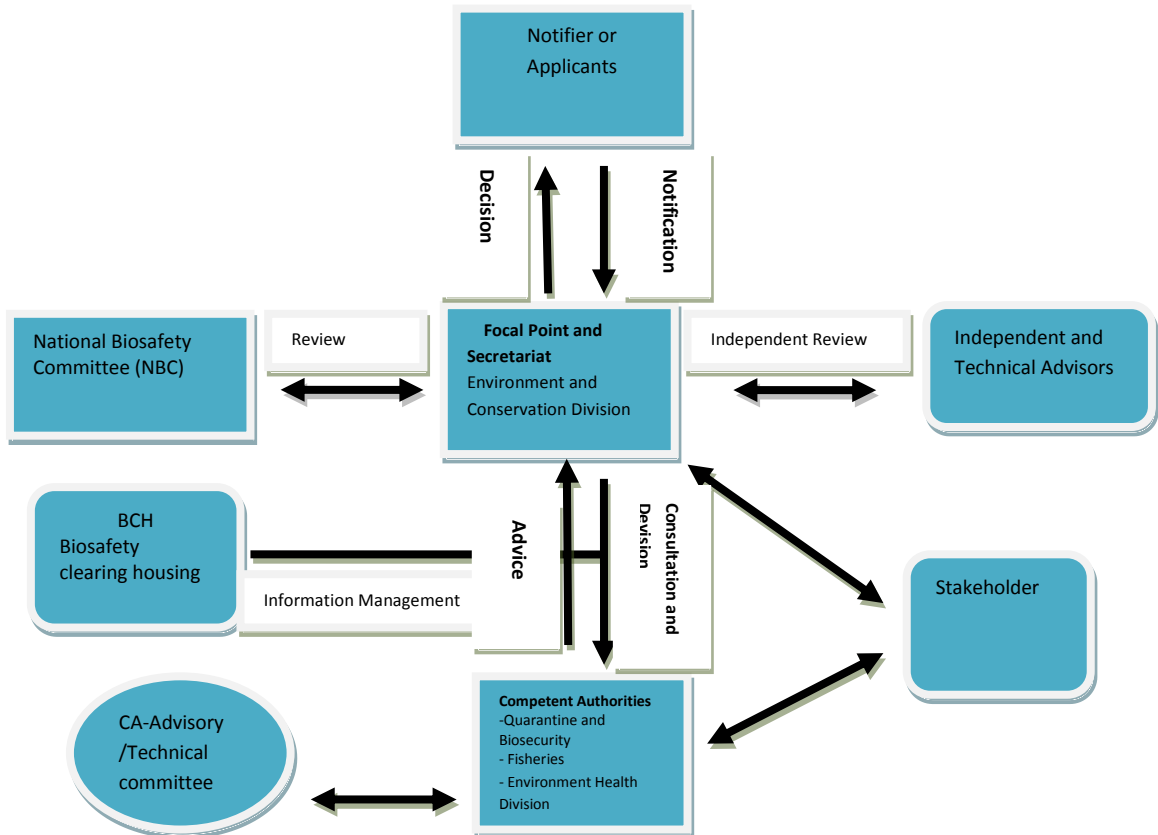 Notifier or
Applicants
Decision
Notification
National Biosafety
Committee (NBC)
Review
Focal Point and
Secretariat
Environment and
Conservation Division
Independent Review
Independent and
Technical Advisors
BCH
Biosafety
clearing housing
Information Management
Advice
Consultation and
Devision
Stakeholder
CA-Advisory
/Technical
committee
Competent Authorities
-Quarantine and
Biosecurity
- Fisheries
- Environment Health
Division